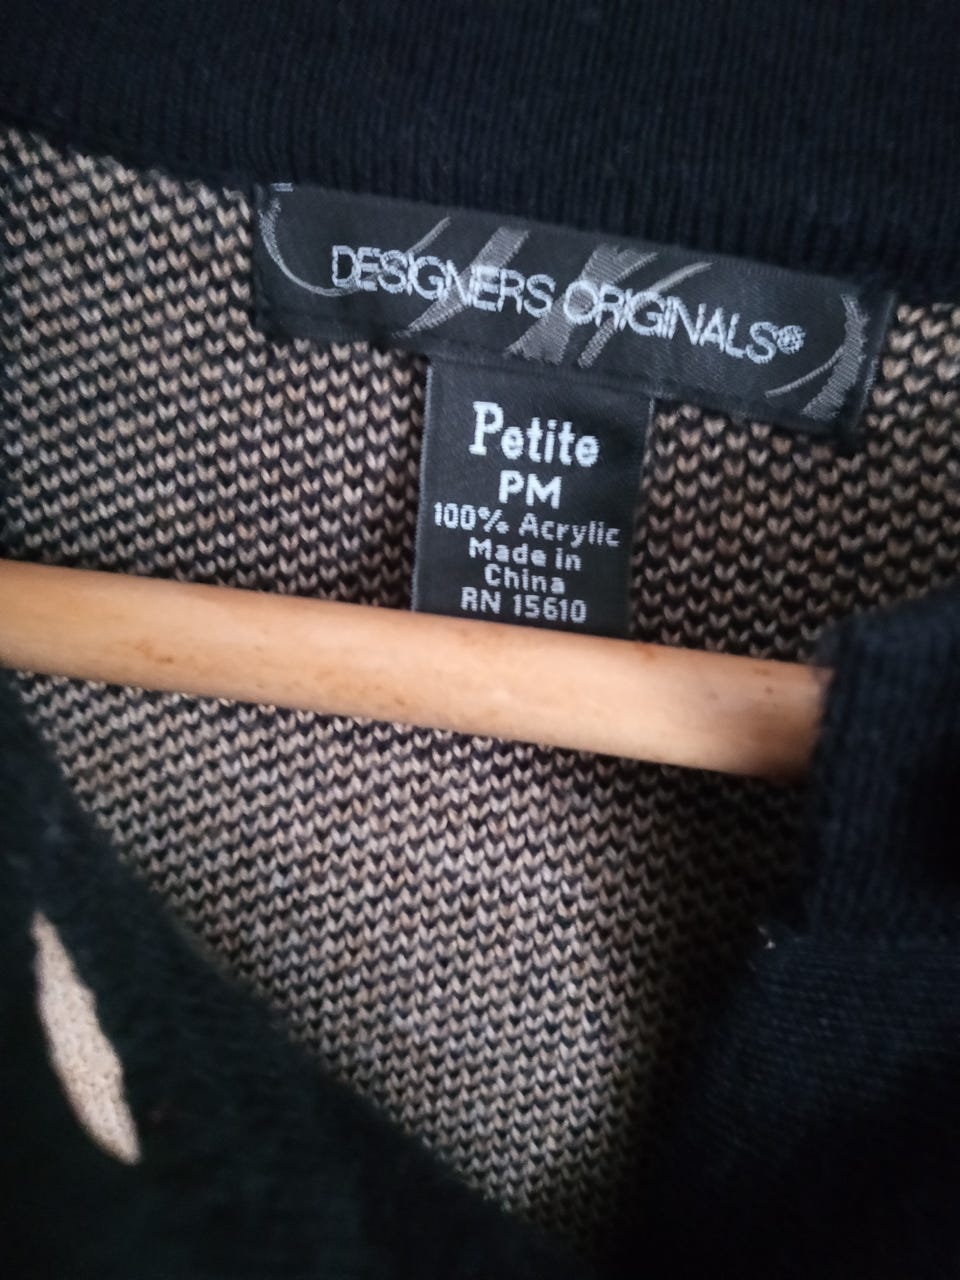 DESIGNERS ORIGINALS®
Petite
PM
100% Acrylic
Made in
China
RN 15610